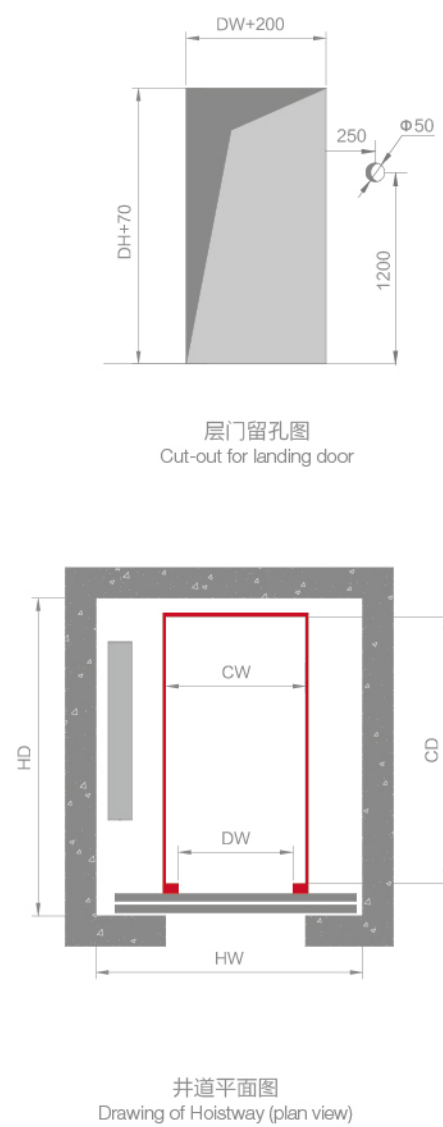 DW+200
Φ50
250
DH+70
1200
层门留孔图
Cut-out for landing door
CW
HD
CD
DW
HW
井道平面图
Drawing of Hoistway (plan view)